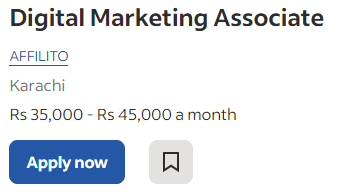 Digital Marketing Associate
AFFILITO
Karachi
Rs 35,000 - Rs 45,000 a month
Apply now